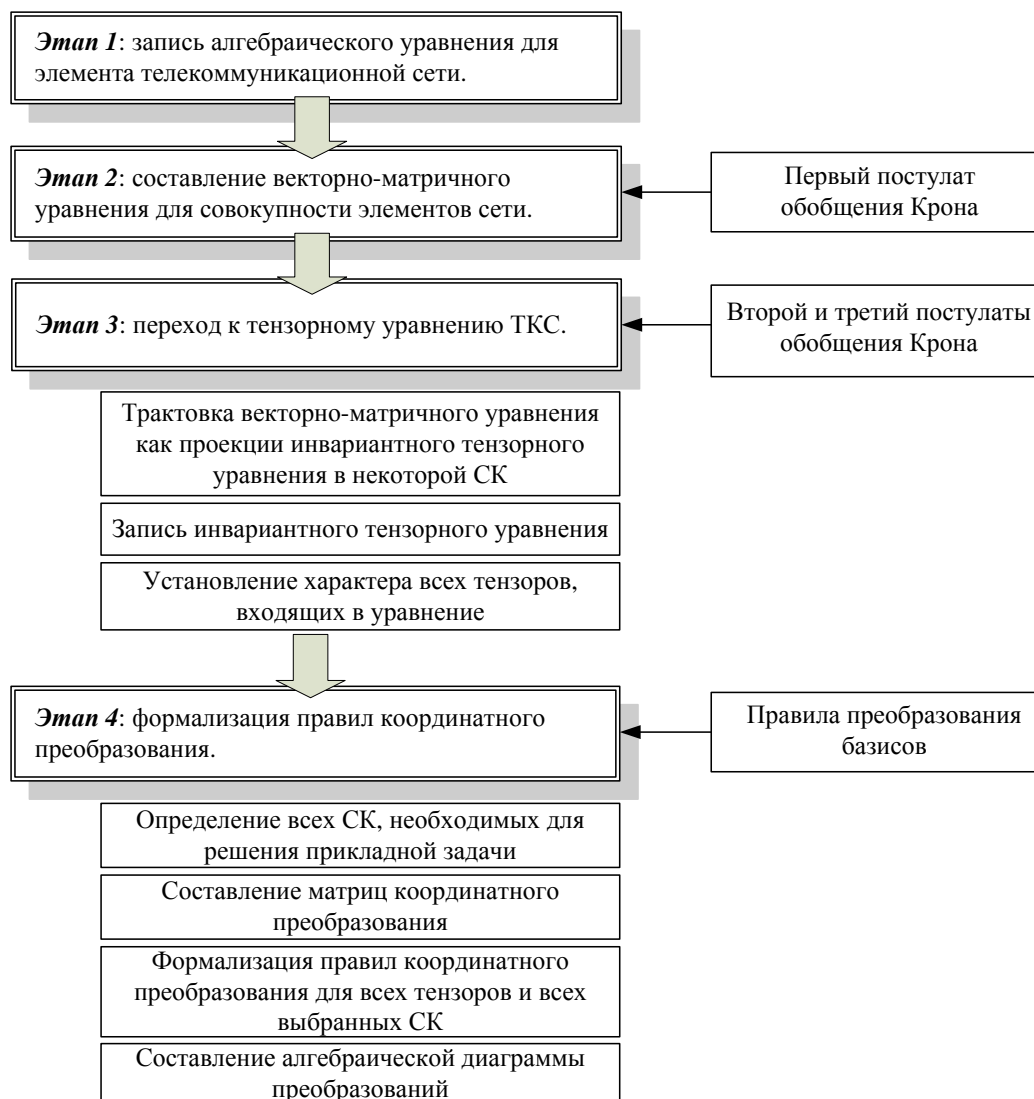 Этап 1: запись алгебраического уравнения для
элемента телекоммуникационной сети.
Этап 2: составление векторно-матричного
уравнения для совокупности элементов сети.
Первый постулат
обобщения Крона
Этап 3: переход к тензорному уравнению ТКС.
Второй и третий постулаты
обобщения Крона
Трактовка векторно-матричного уравнения
как проекции инвариантного тензорного
уравнения в некоторой СК
Запись инвариантного тензорного уравнения
Установление характера всех тензоров,
входящих в уравнение
Этап 4: формализация правил координатного
преобразования.
Правила преобразования
базисов
Определение всех СК, необходимых для
решения прикладной задачи
Составление матриц координатного
преобразования
Формализация правил координатного
преобразования для всех тензоров и всех
выбранных СК
Составление алгебраической диаграммы
преобразований